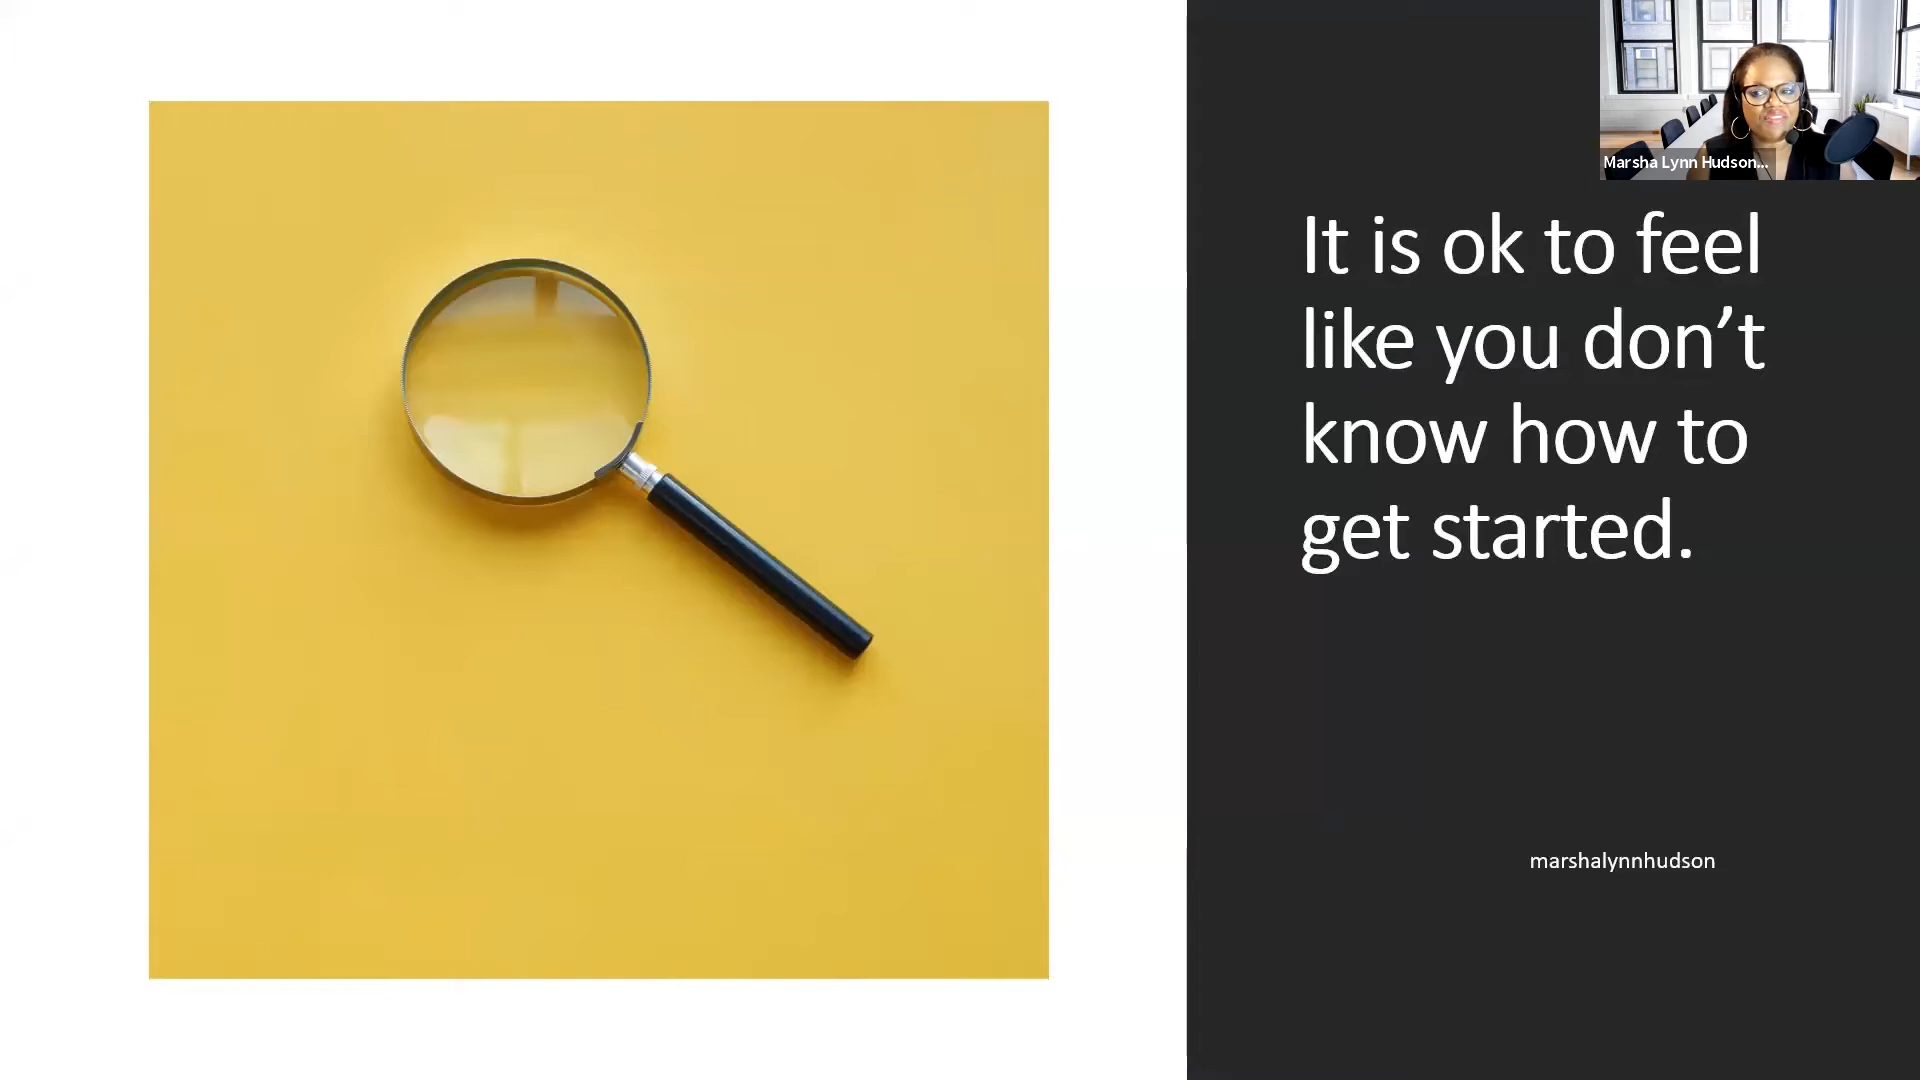 Marsha Lynn Hudson...
It is ok to feel
like you don’t
know how to
get started.
marshalynnhudson